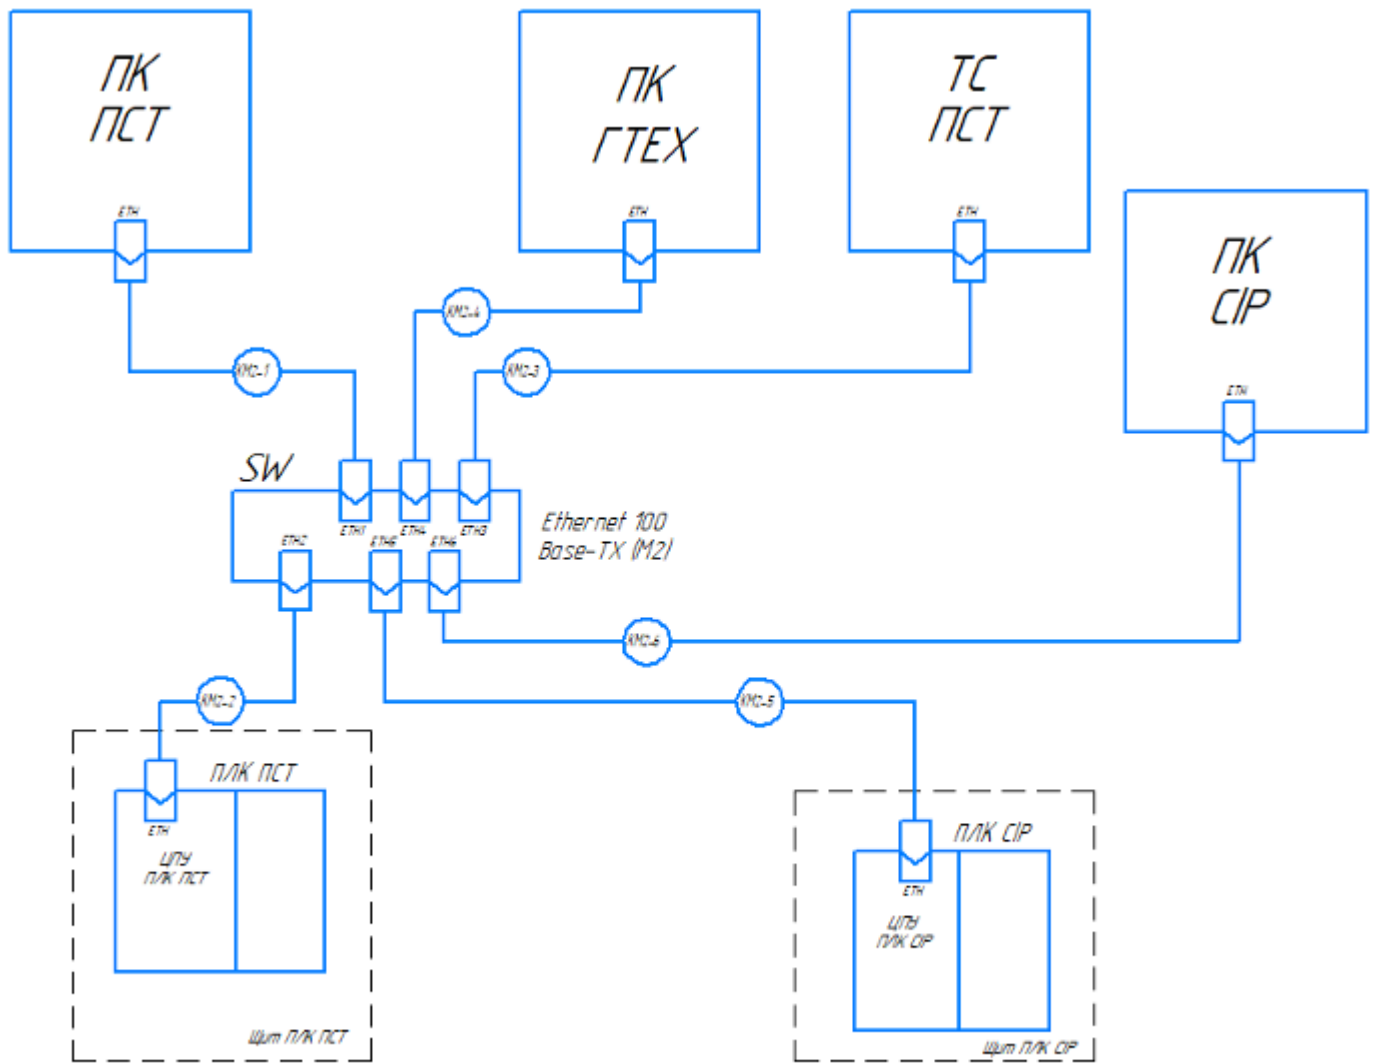 ПК
ПСТ
ETH
ПК
ГТЕХ
ETH
ТС
ПСТ
ETH
ПК
CIP
ETH
КМ2-4
КМ2-1
КМ2-3
SW
ETH1
ETH4
ETH3
Ethernet 100
Base-TX (M2)
ETH2
ETH5
ETH6
КМ2-6
КМ2-2
КМ2-5
ПЛК ПСТ
ETH
ЦПУ
ПЛК ПСТ
Щит ПЛК ПСТ
ПЛК CIP
ETH
ЦПУ
ПЛК CIP
Щит ПЛК CIP